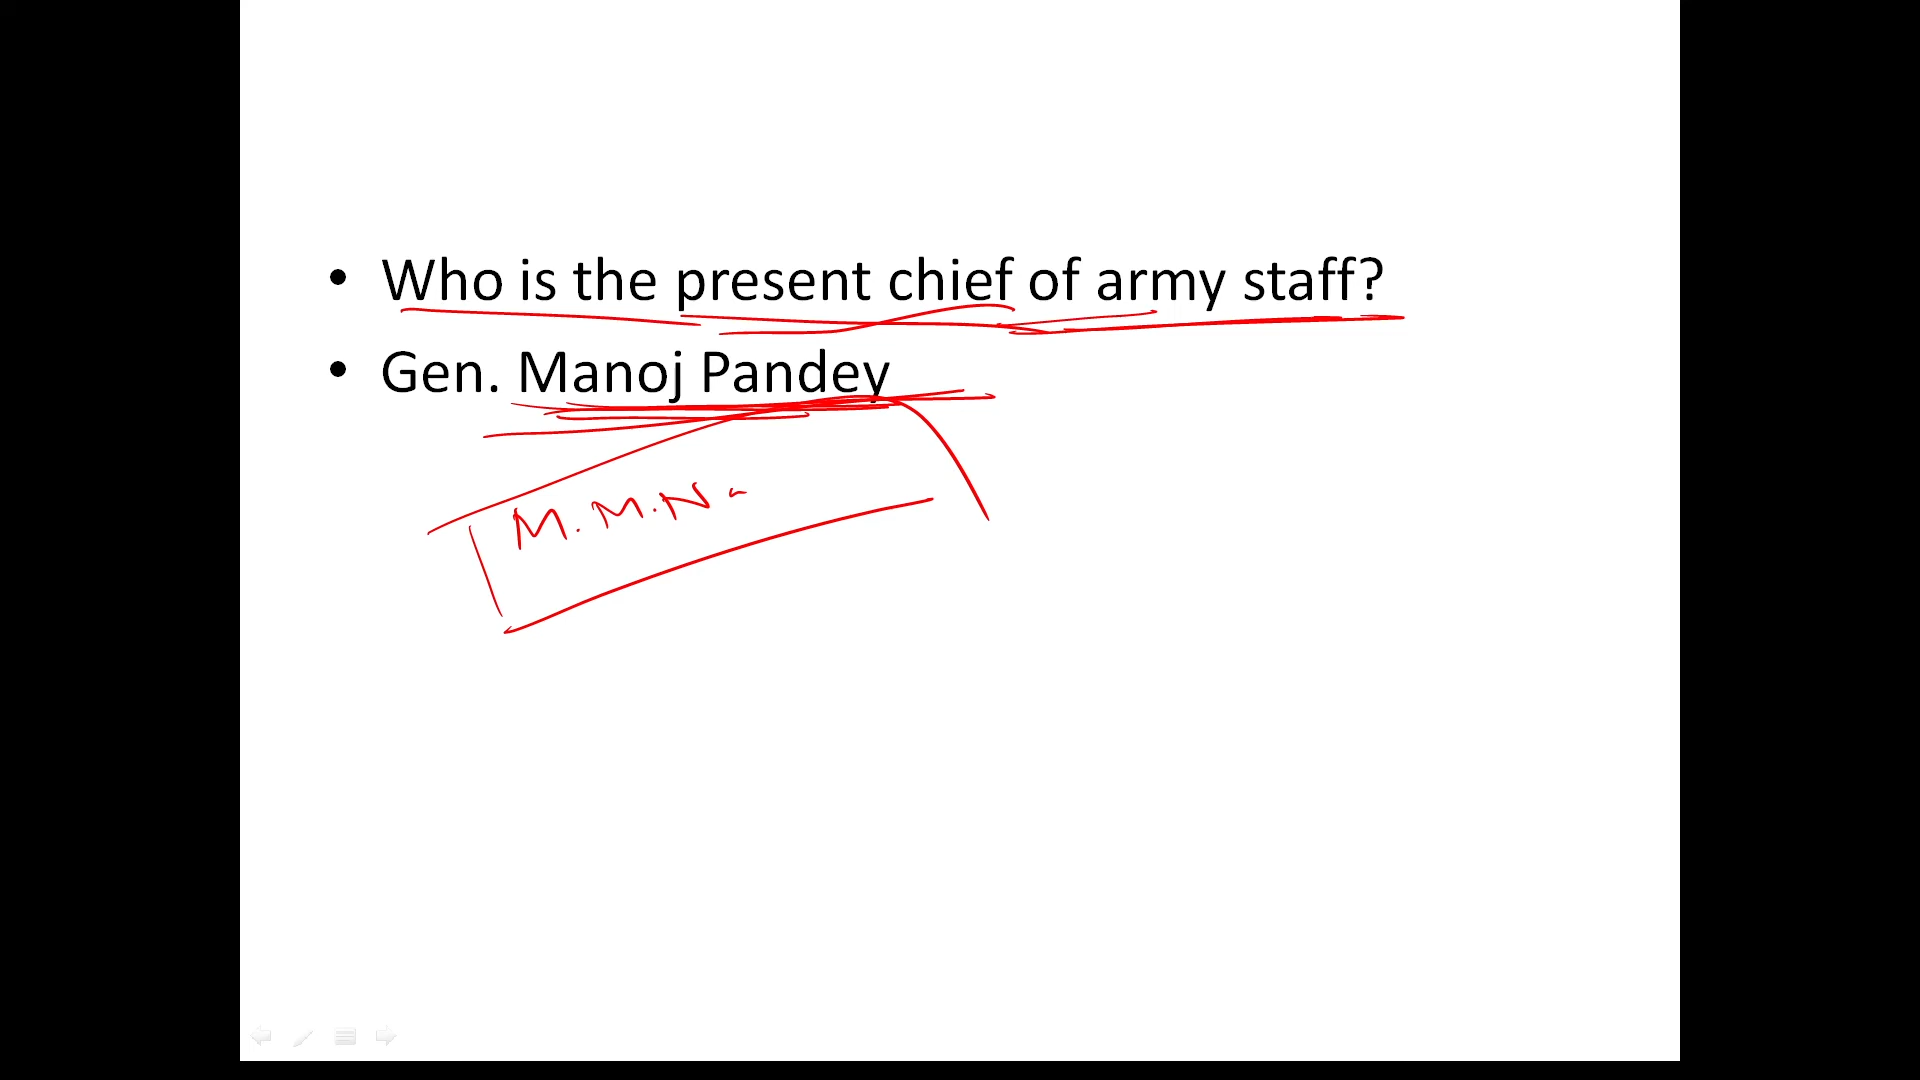 • Who is the present chief of army staff?
• Gen. Manoj Pandey
M.M.N-